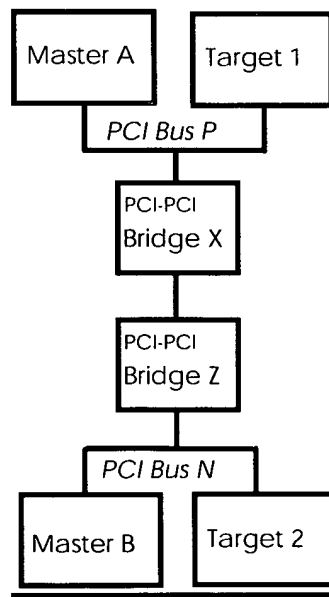 Master A
Target 1
PCI Bus P
PCI-PCI
Bridge X
PCI-PCI
Bridge Z
PCI Bus N
Master B
Target 2